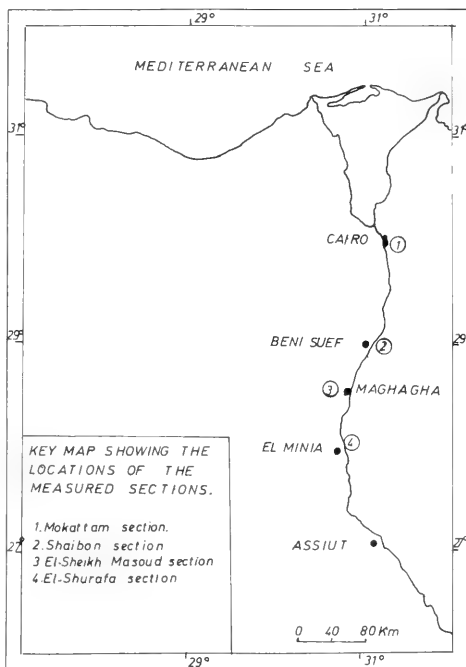 29° 31°
MEDITERRANEAN SEA
31° 31°
CAIRO 1
29° BENI SUEF 2 29°
3 MAGHAGHA
EL MINIA 4
KEY MAP SHOWING THE
LOCATIONS OF THE
MEASURED SECTIONS.
1.Mokattam section.
2.Shaibon section
3 El-Sheikh Masoud section
4.El-Shurafa section
27° ASSIUT 27°
0 40 80 Km
29° 31°